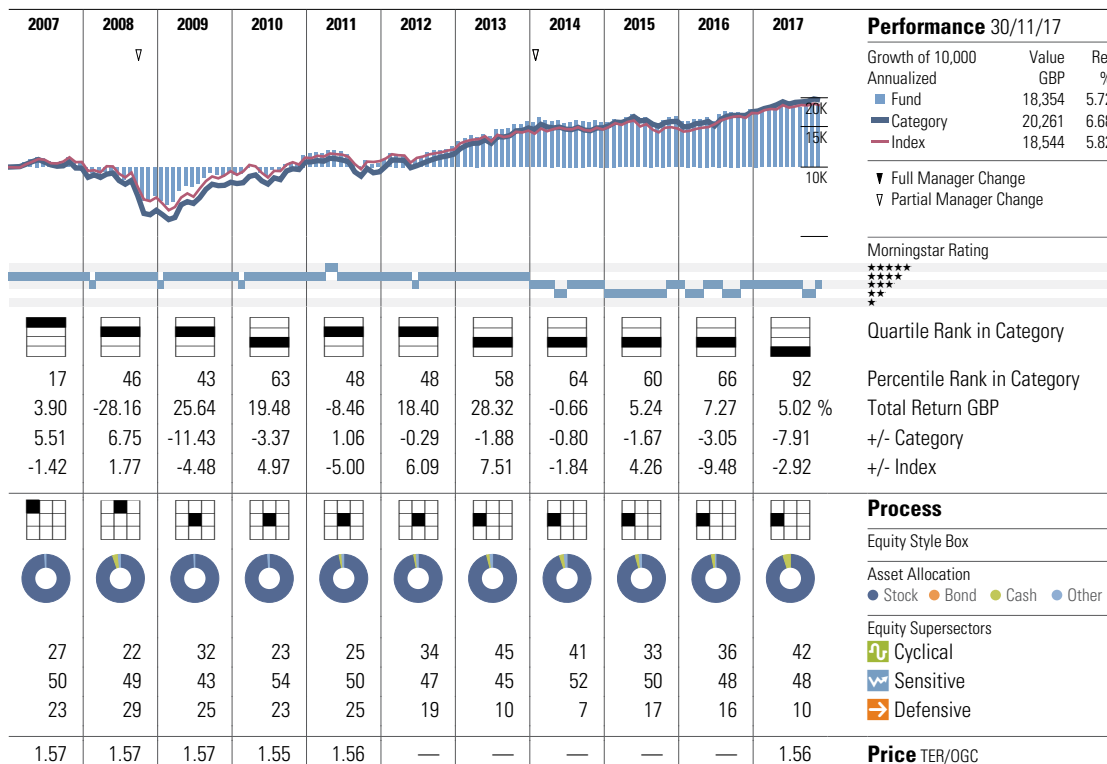 2007 2008 2009 2010 2011 2012 2013 2014 2015 2016 2017
Performance 30/11/17
Growth of 10,000 Value Re
Annualized GBP %
Fund 18,354 5.72
Category 20,261 6.68
Index 18,544 5.82
20K
15K
10K
Full Manager Change
Partial Manager Change
Morningstar Rating
★★★★★
★★★★
★★★
★★
★
Quartile Rank in Category
17 46 43 63 48 48 58 64 60 66 92 Percentile Rank in Category
3.90 -28.16 25.64 19.48 -8.46 18.40 28.32 -0.66 5.24 7.27 5.02 % Total Return GBP
5.51 6.75 -11.43 -3.37 1.06 -0.29 -1.88 -0.80 -1.67 -3.05 -7.91 +/- Category
-1.42 1.77 -4.48 4.97 -5.00 6.09 7.51 -1.84 4.26 -9.48 -2.92 +/- Index
Process
Equity Style Box
Asset Allocation
Stock Bond Cash Other
Equity Supersectors
27 22 32 23 25 34 45 41 33 36 42 Cyclical
50 49 43 54 50 47 45 52 50 48 48 Sensitive
23 29 25 23 25 19 10 7 17 16 10 Defensive
1.57 1.57 1.57 1.55 1.56 — — — — — 1.56 Price TER/OGC